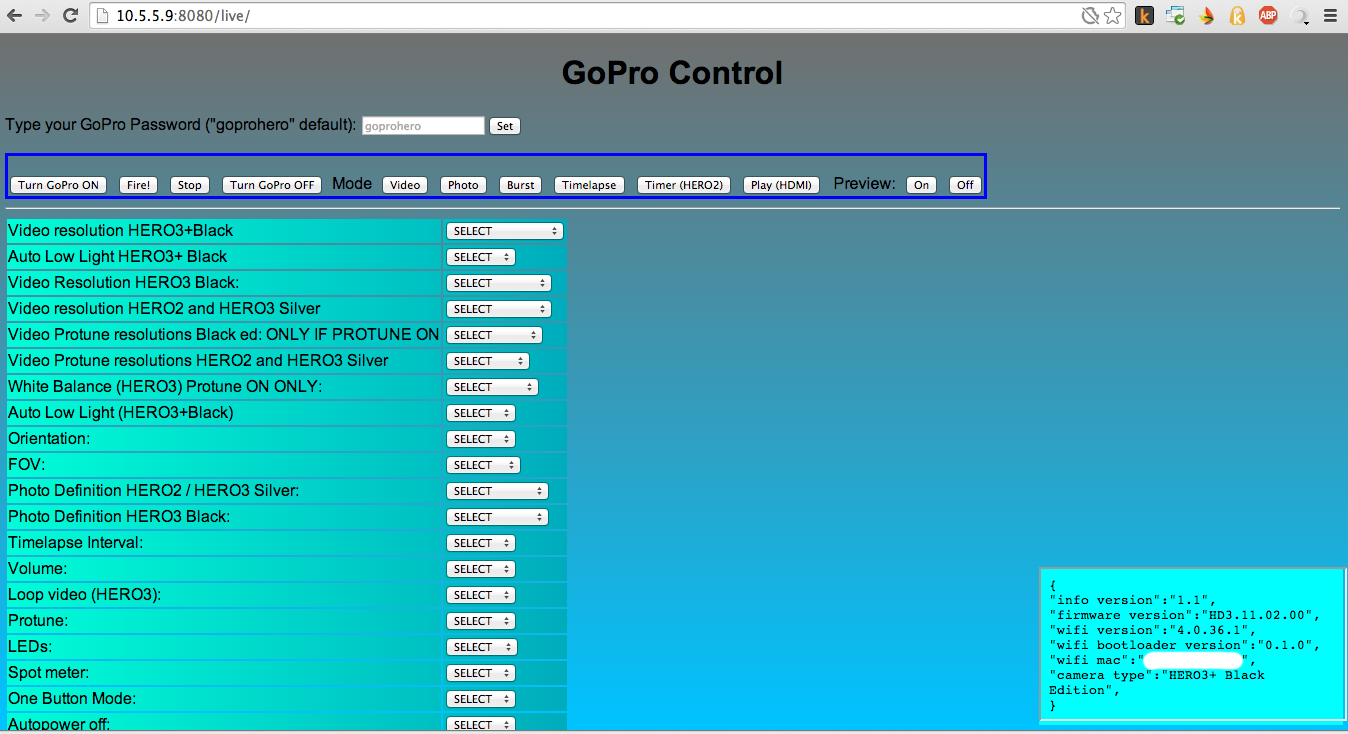 10.5.5.9:8080/live/
GoPro Control
Type your GoPro Password ("goprohero" default): goprohero Set
Turn GoPro ON Fire! Stop Turn GoPro OFF Mode Video Photo Burst Timelapse Timer (HERO2) Play (HDMI) Preview: On Off
Video resolution HERO3+Black SELECT
Auto Low Light HERO3+ Black SELECT
Video Resolution HERO3 Black: SELECT
Video resolution HERO2 and HERO3 Silver SELECT
Video Protune resolutions Black ed: ONLY IF PROTUNE ON SELECT
Video Protune resolutions HERO2 and HERO3 Silver SELECT
White Balance (HERO3) Protune ON ONLY: SELECT
Auto Low Light (HERO3+Black) SELECT
Orientation: SELECT
FOV: SELECT
Photo Definition HERO2 / HERO3 Silver: SELECT
Photo Definition HERO3 Black: SELECT
Timelapse Interval: SELECT
Volume: SELECT
Loop video (HERO3): SELECT
Protune: SELECT
LEDs: SELECT
Spot meter: SELECT
One Button Mode: SELECT
Autopower off: SELECT
{
"info version":"1.1",
"firmware version":"HD3.11.02.00",
"wifi version":"4.0.36.1",
"wifi bootloader version":"0.1.0",
"wifi mac":" ",
"camera type":"HERO3+ Black
Edition",
}
k
k
ABP